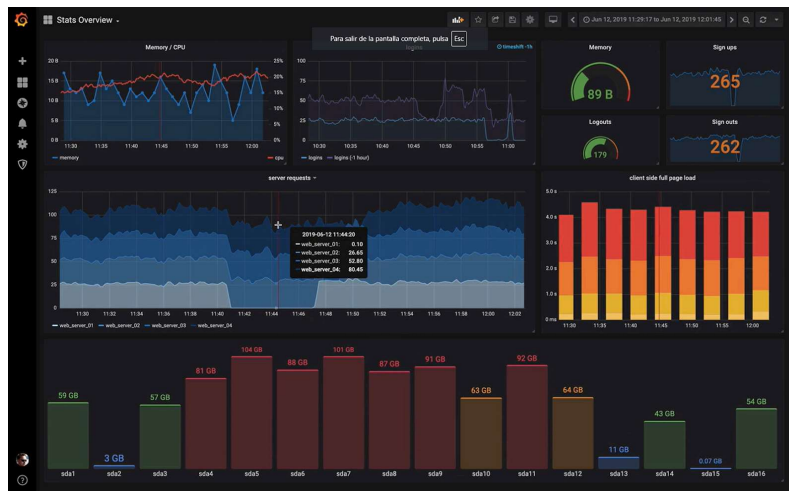 Stats Overview
Jun 12, 2019 11:29:17 to Jun 12, 2019 12:01:45
Para salir de la pantalla completa, pulsa Esc
Memory / CPU
20 B
15 B
10 B
5 B
0 B
25%
20%
15%
10%
5%
0%
11:30 11:40 11:50 12:00
memory cpu
logins
timeshift -1h
100
75
50
25
0
10:30 10:35 10:40 10:45 10:50 10:55 11:00
logins logins (-1 hour)
Memory
89 B
Sign ups
265
Logouts
179
Sign outs
262
server requests
125
100
75
50
25
0
11:30 11:32 11:34 11:36 11:38 11:40 11:42 11:44 11:46 11:48 11:50 11:52 11:54 11:56 11:58 12:00 12:02
web_server_01 web_server_02 web_server_03 web_server_04
2019-06-12 11:44:20
web_server_01: 0.10
web_server_02: 26.65
web_server_03: 52.80
web_server_04: 80.45
client side full page load
5.0 s
4.0 s
3.0 s
2.0 s
1.0 s
0 ms
11:30 11:35 11:40 11:45 11:50 11:55 12:00
59 GB 3 GB 57 GB 81 GB 104 GB 88 GB 101 GB 87 GB 91 GB 63 GB 92 GB 64 GB 11 GB 43 GB 0.07 GB 54 GB
sda1 sda2 sda3 sda4 sda5 sda6 sda7 sda8 sda9 sda10 sda11 sda12 sda13 sda14 sda15 sda16